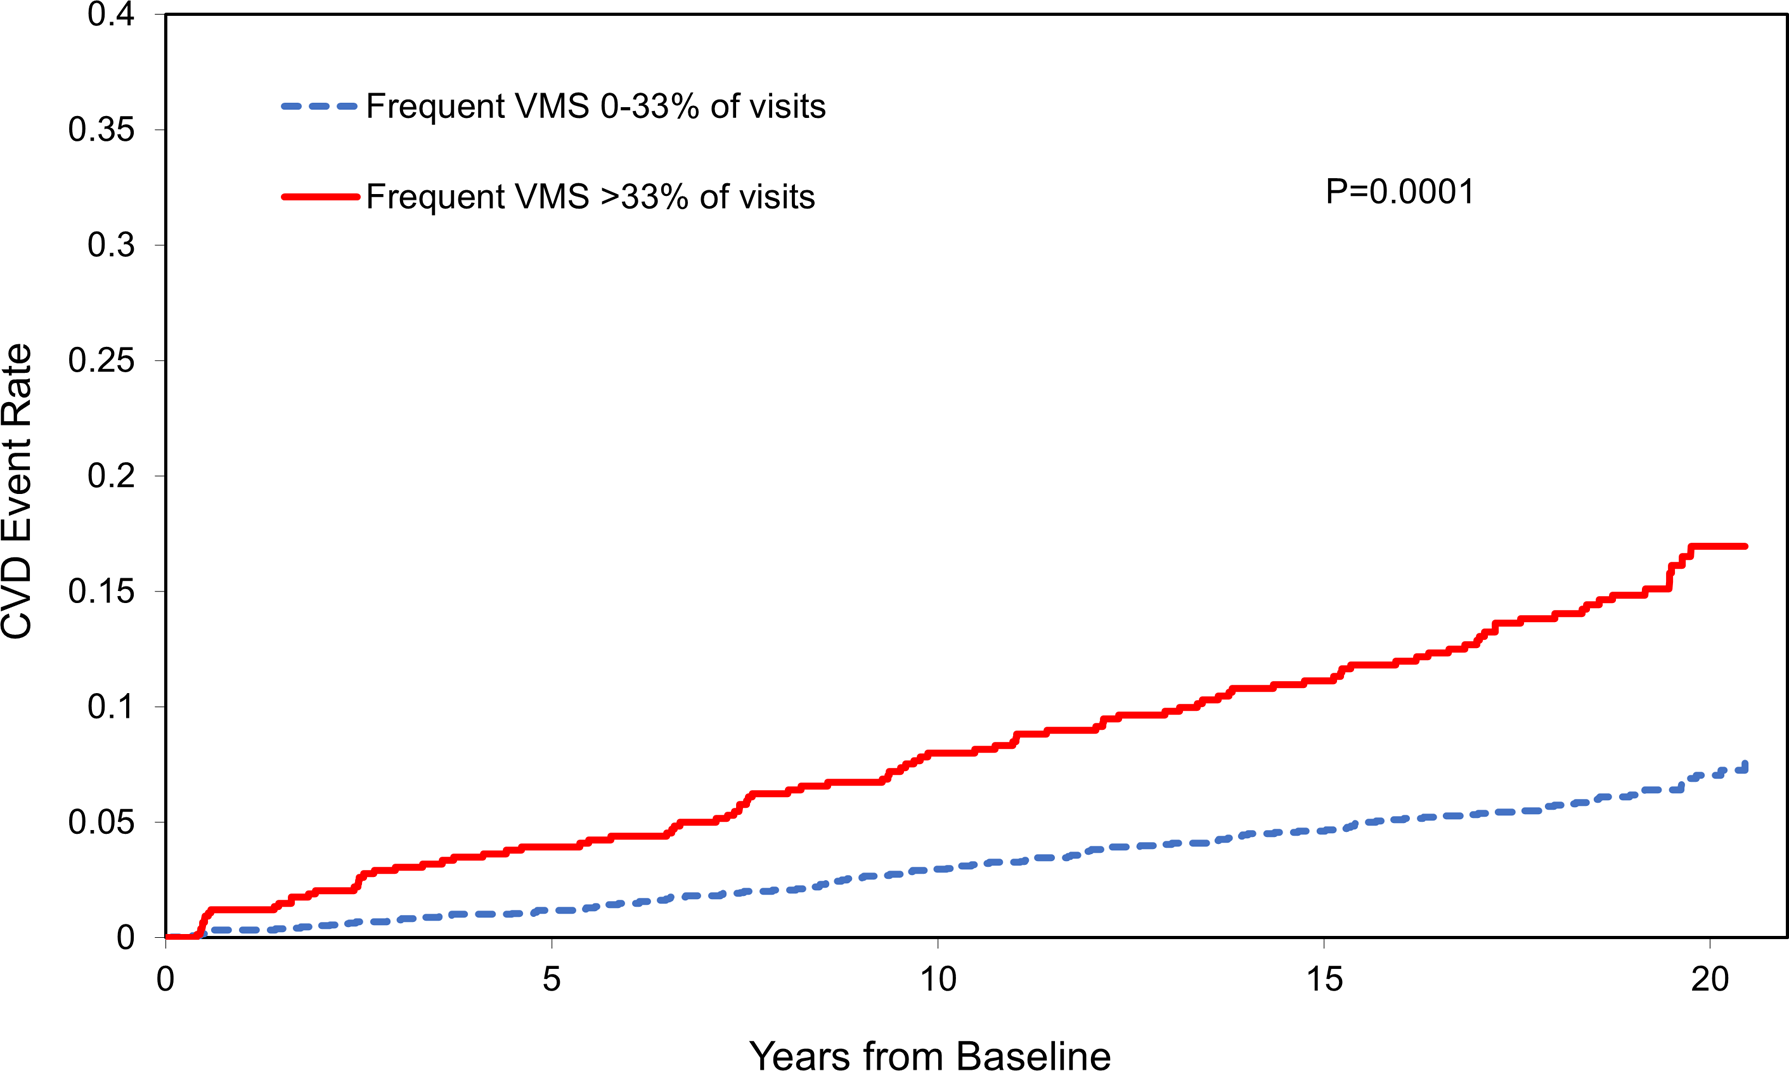 0.4
Frequent VMS 0-33% of visits
0.35
Frequent VMS >33% of visits
P=0.0001
0.3
0.25
0.2
0.15
0.1
0.05
0
CVD Event Rate
0 5 10 15 20
Years from Baseline